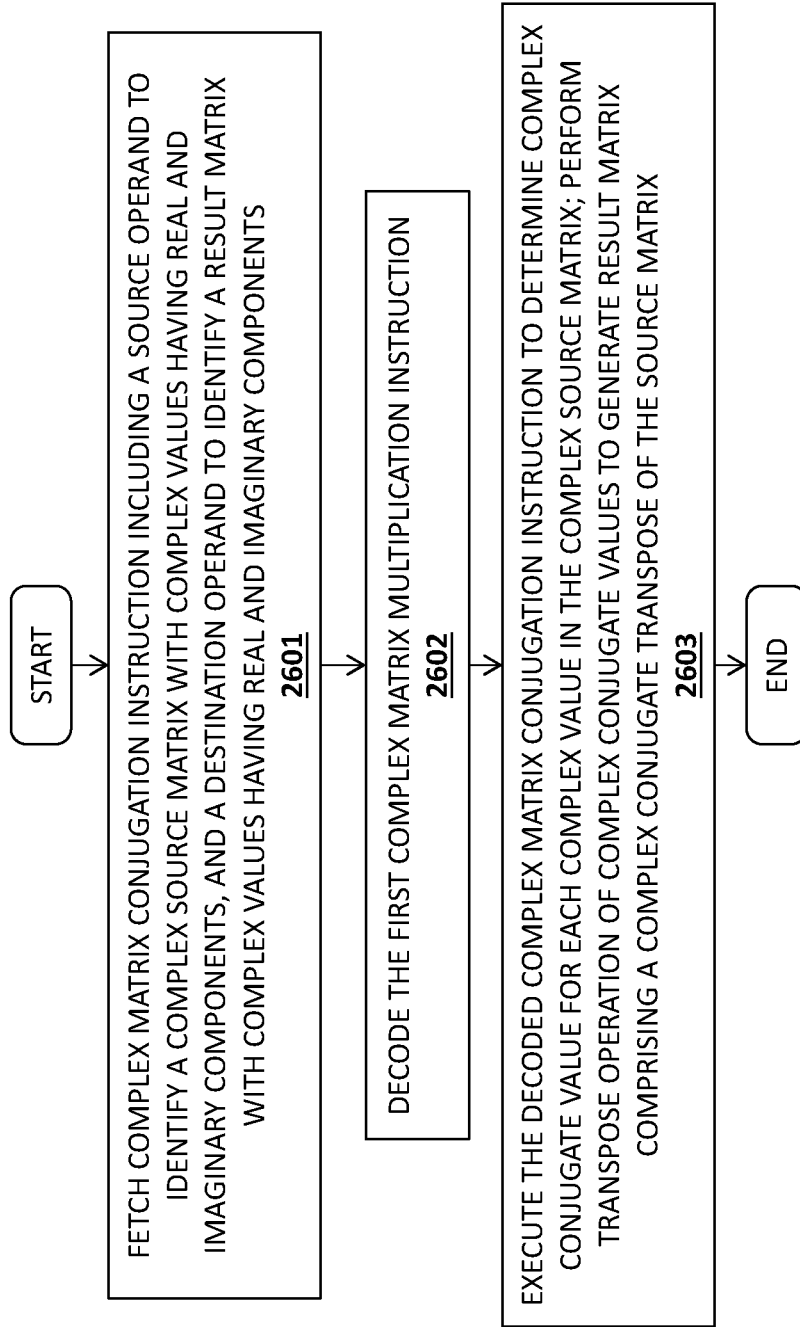 START
FETCH COMPLEX MATRIX CONJUGATION INSTRUCTION INCLUDING A SOURCE OPERAND TO
IDENTIFY A COMPLEX SOURCE MATRIX WITH COMPLEX VALUES HAVING REAL AND
IMAGINARY COMPONENTS, AND A DESTINATION OPERAND TO IDENTIFY A RESULT MATRIX
WITH COMPLEX VALUES HAVING REAL AND IMAGINARY COMPONENTS
2601
DECODE THE FIRST COMPLEX MATRIX MULTIPLICATION INSTRUCTION
2602
EXECUTE THE DECODED COMPLEX MATRIX CONJUGATION INSTRUCTION TO DETERMINE COMPLEX
CONJUGATE VALUE FOR EACH COMPLEX VALUE IN THE COMPLEX SOURCE MATRIX; PERFORM
TRANSPOSE OPERATION OF COMPLEX CONJUGATE VALUES TO GENERATE RESULT MATRIX
COMPRISING A COMPLEX CONJUGATE TRANSPOSE OF THE SOURCE MATRIX
2603
END